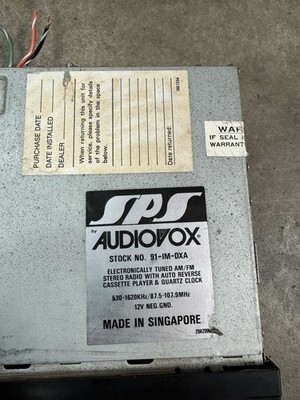 PURCHASE DATE
DATE INSTALLED
DEALER
When returning this unit for
service, please specify details
of the problem in the space
below.
Date returned:
WAR
IF SEAL
WARRANT
SPS
by AUDIOVOX®
STOCK NO. 91-IM-DXA
ELECTRONICALLY TUNED AM/FM
STEREO RADIO WITH AUTO REVERSE
CASSETTE PLAYER & QUARTZ CLOCK
530-1620KHz/87.5-107.9MHz
12V NEG.GND.
MADE IN SINGAPORE